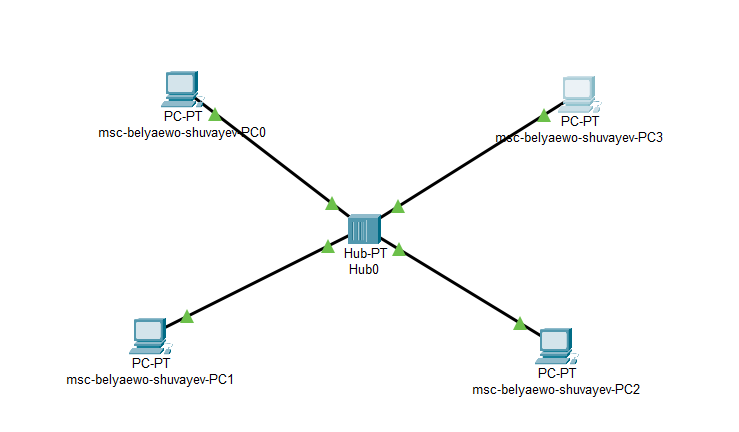 PC-PT
msc-belyaewo-shuvayev-PC0
PC-PT
msc-belyaewo-shuvayev-PC3
Hub-PT
Hub0
PC-PT
msc-belyaewo-shuvayev-PC1
PC-PT
msc-belyaewo-shuvayev-PC2